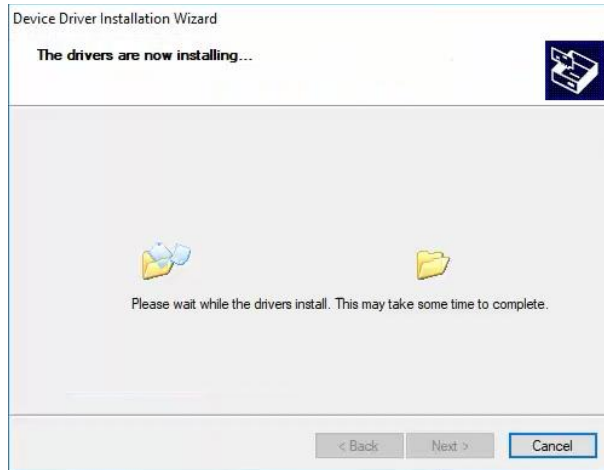 Device Driver Installation Wizard
The drivers are now installing...
Please wait while the drivers install. This may take some time to complete.
< Back
Next >
Cancel